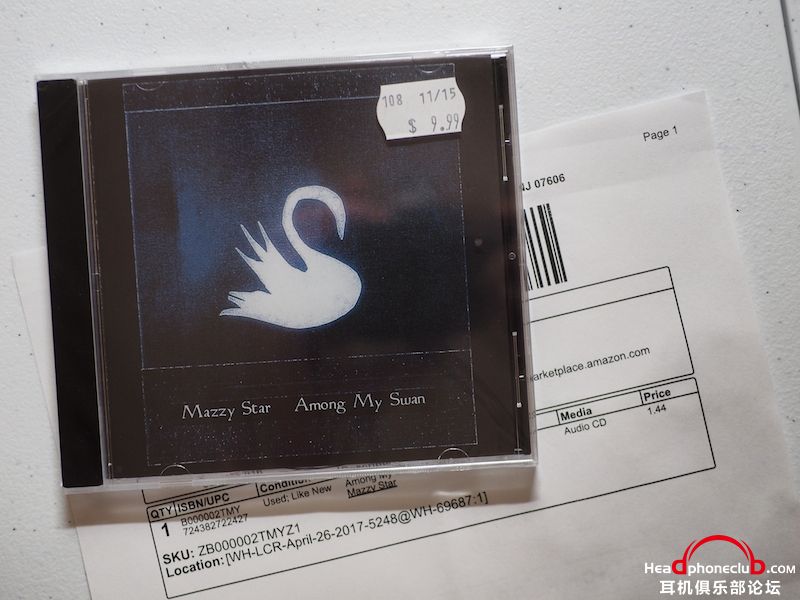 108 11/15
$ 9.99
Mazzy Star Among My Swan
Page 1
NJ 07606
arketplace.amazon.com
Media
Price
Audio CD
1.44
QTY ISBN/UPC
Condition
1
B000002TMY
724382722427
Used; Like New
Among My
Mazzy Star
SKU: ZB000002TMYZ1
Location:[WH-LCR-April-26-2017-5248@WH-69687:1]
HeadphoneclubD.com
耳机俱乐部论坛